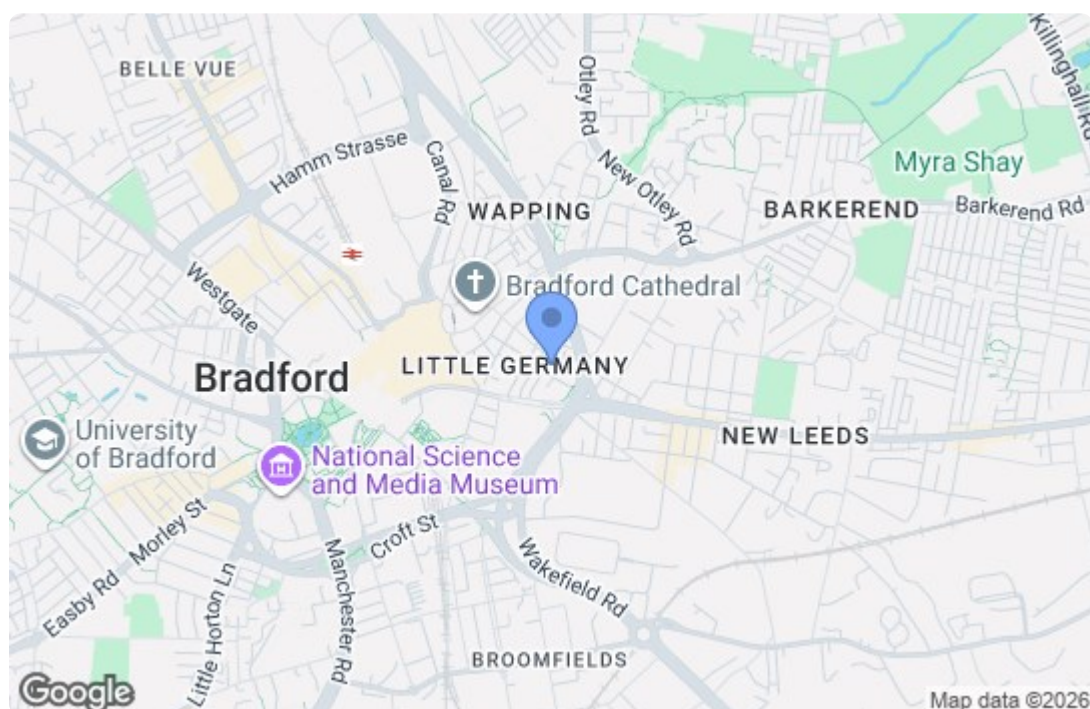 BELLE VUE
Hamm Strasse
Canal Rd
Otley Rd
New Otley Rd
Killinghall Rd
Myra Shay
WAPPING
BARKEREND
Barkerend Rd
Westgate
Bradford Cathedral
LITTLE GERMANY
Bradford
University
of Bradford
NEW LEEDS
National Science
and Media Museum
Morley St
Croft St
Easby Rd
Little Horton Ln
Manchester Rd
Wakefield Rd
BROOMFIELDS
Google
Map data ©2026